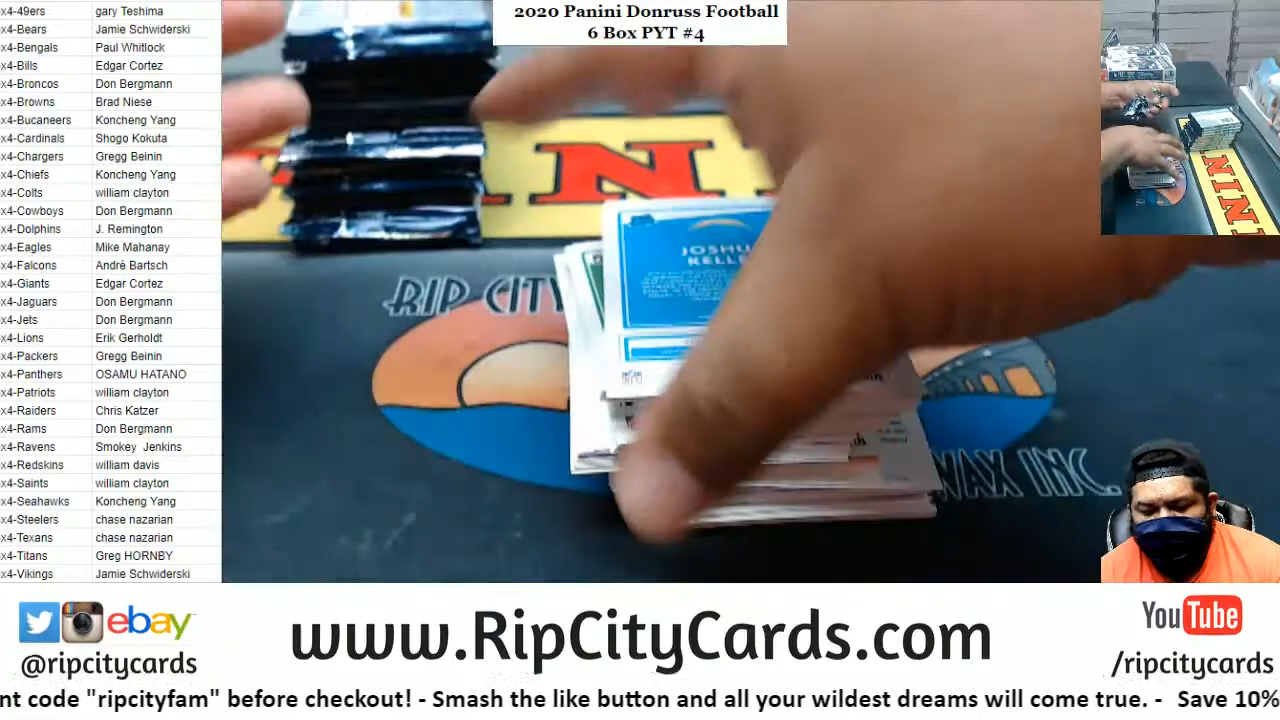 2020 Panini Donruss Football
6 Box PYT #4
x4-49ers gary Teshima
x4-Bears Jamie Schwiderski
x4-Bengals Paul Whitlock
x4-Bills Edgar Cortez
x4-Broncos Don Bergmann
x4-Browns Brad Niese
x4-Bucaneers Koncheng Yang
x4-Cardinals Shogo Kokuta
x4-Chargers Gregg Beinin
x4-Chiefs Koncheng Yang
x4-Colts william clayton
x4-Cowboys Don Bergmann
x4-Dolphins J. Remington
x4-Eagles Mike Mahanay
x4-Falcons André Bartsch
x4-Giants Edgar Cortez
x4-Jaguars Don Bergmann
x4-Jets Don Bergmann
x4-Lions Erik Gerholdt
x4-Packers Gregg Beinin
x4-Panthers OSAMU HATANO
x4-Patriots william clayton
x4-Raiders Chris Katzer
x4-Rams Don Bergmann
x4-Ravens Smokey Jenkins
x4-Redskins william davis
x4-Saints william clayton
x4-Seahawks Koncheng Yang
x4-Steelers chase nazarian
x4-Texans chase nazarian
x4-Titans Greg HORNBY
x4-Vikings Jamie Schwiderski
NIN
JOSHU
KELLE
RIP CITY
WAX INC.
NIN
ebay
@ripcitycards
www.RipCityCards.com
YouTube
/ripcitycards
nt code "ripcityfam" before checkout! - Smash the like button and all your wildest dreams will come true. - Save 10%